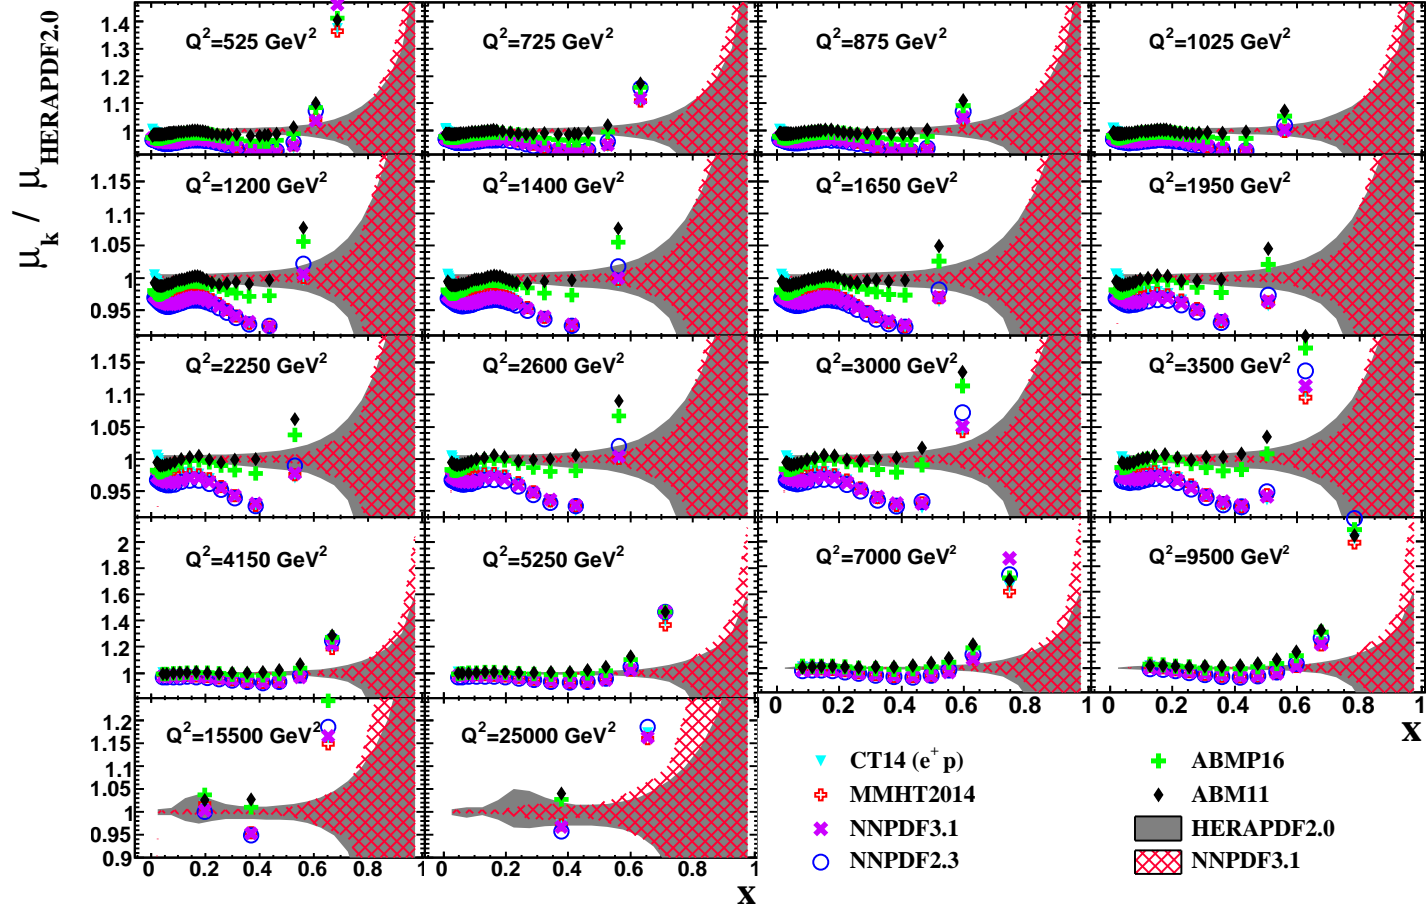 μk / μHERAPDF2.0
1.4
1.3
1.2
1.1
1
Q²=525 GeV²
Q²=725 GeV²
Q²=875 GeV²
Q²=1025 GeV²
1.15
1.1
1.05
1
0.95
Q²=1200 GeV²
Q²=1400 GeV²
Q²=1650 GeV²
Q²=1950 GeV²
1.15
1.1
1.05
1
0.95
Q²=2250 GeV²
Q²=2600 GeV²
Q²=3000 GeV²
Q²=3500 GeV²
2
1.8
1.6
1.4
1.2
1
Q²=4150 GeV²
Q²=5250 GeV²
Q²=7000 GeV²
Q²=9500 GeV²
0 0.2 0.4 0.6 0.8 0 0.2 0.4 0.6 0.8 1
x
1.2
1.15
1.1
1.05
1
0.95
0.9
Q²=15500 GeV²
Q²=25000 GeV²
0 0.2 0.4 0.6 0.8 0 0.2 0.4 0.6 0.8 1
x
CT14 (e⁺p)
MMHT2014
NNPDF3.1
NNPDF2.3
ABMP16
ABM11
HERAPDF2.0
NNPDF3.1